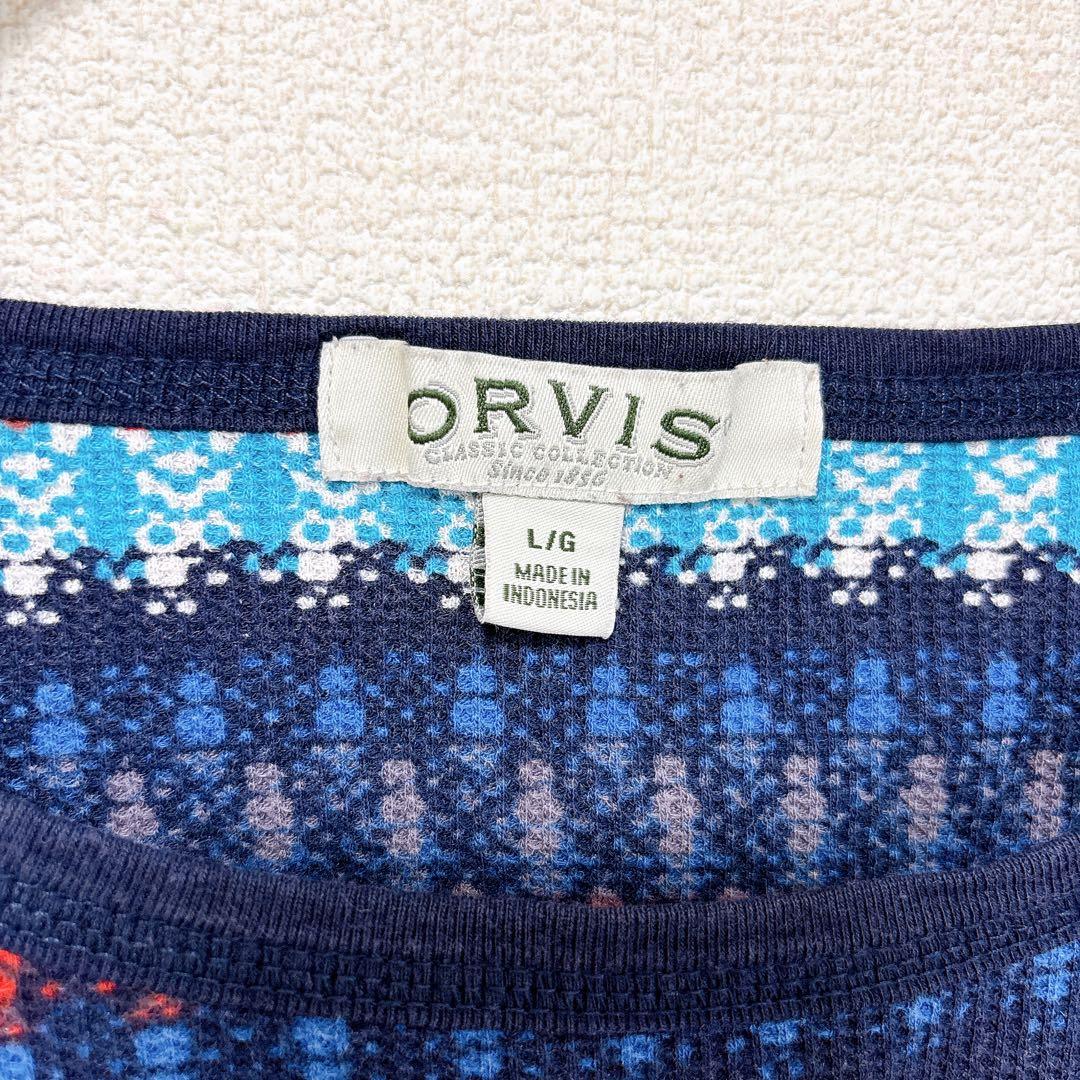 ORVIS
CLASSIC COLLECTION
Since 1856
L/G
MADE IN
INDONESIA